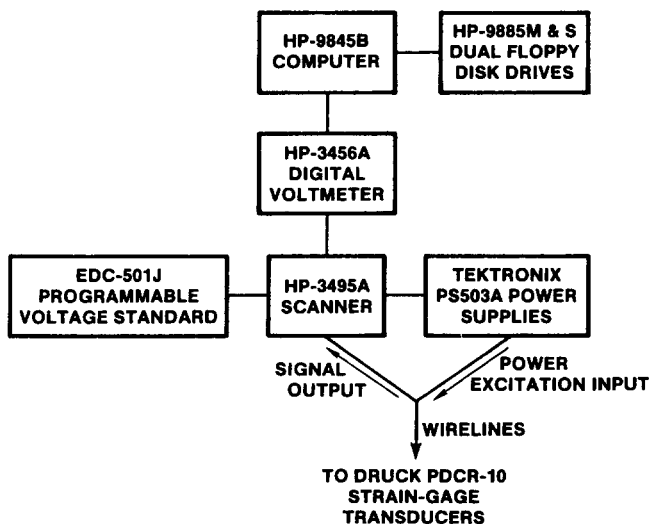 HP-9845B
COMPUTER
HP-9885M & S
DUAL FLOPPY
DISK DRIVES
HP-3456A
DIGITAL
VOLTMETER
EDC-501J
PROGRAMMABLE
VOLTAGE STANDARD
HP-3495A
SCANNER
TEKTRONIX
PS503A POWER
SUPPLIES
SIGNAL
OUTPUT
POWER
EXCITATION INPUT
WIRELINES
TO DRUCK PDCR-10
STRAIN-GAGE
TRANSDUCERS